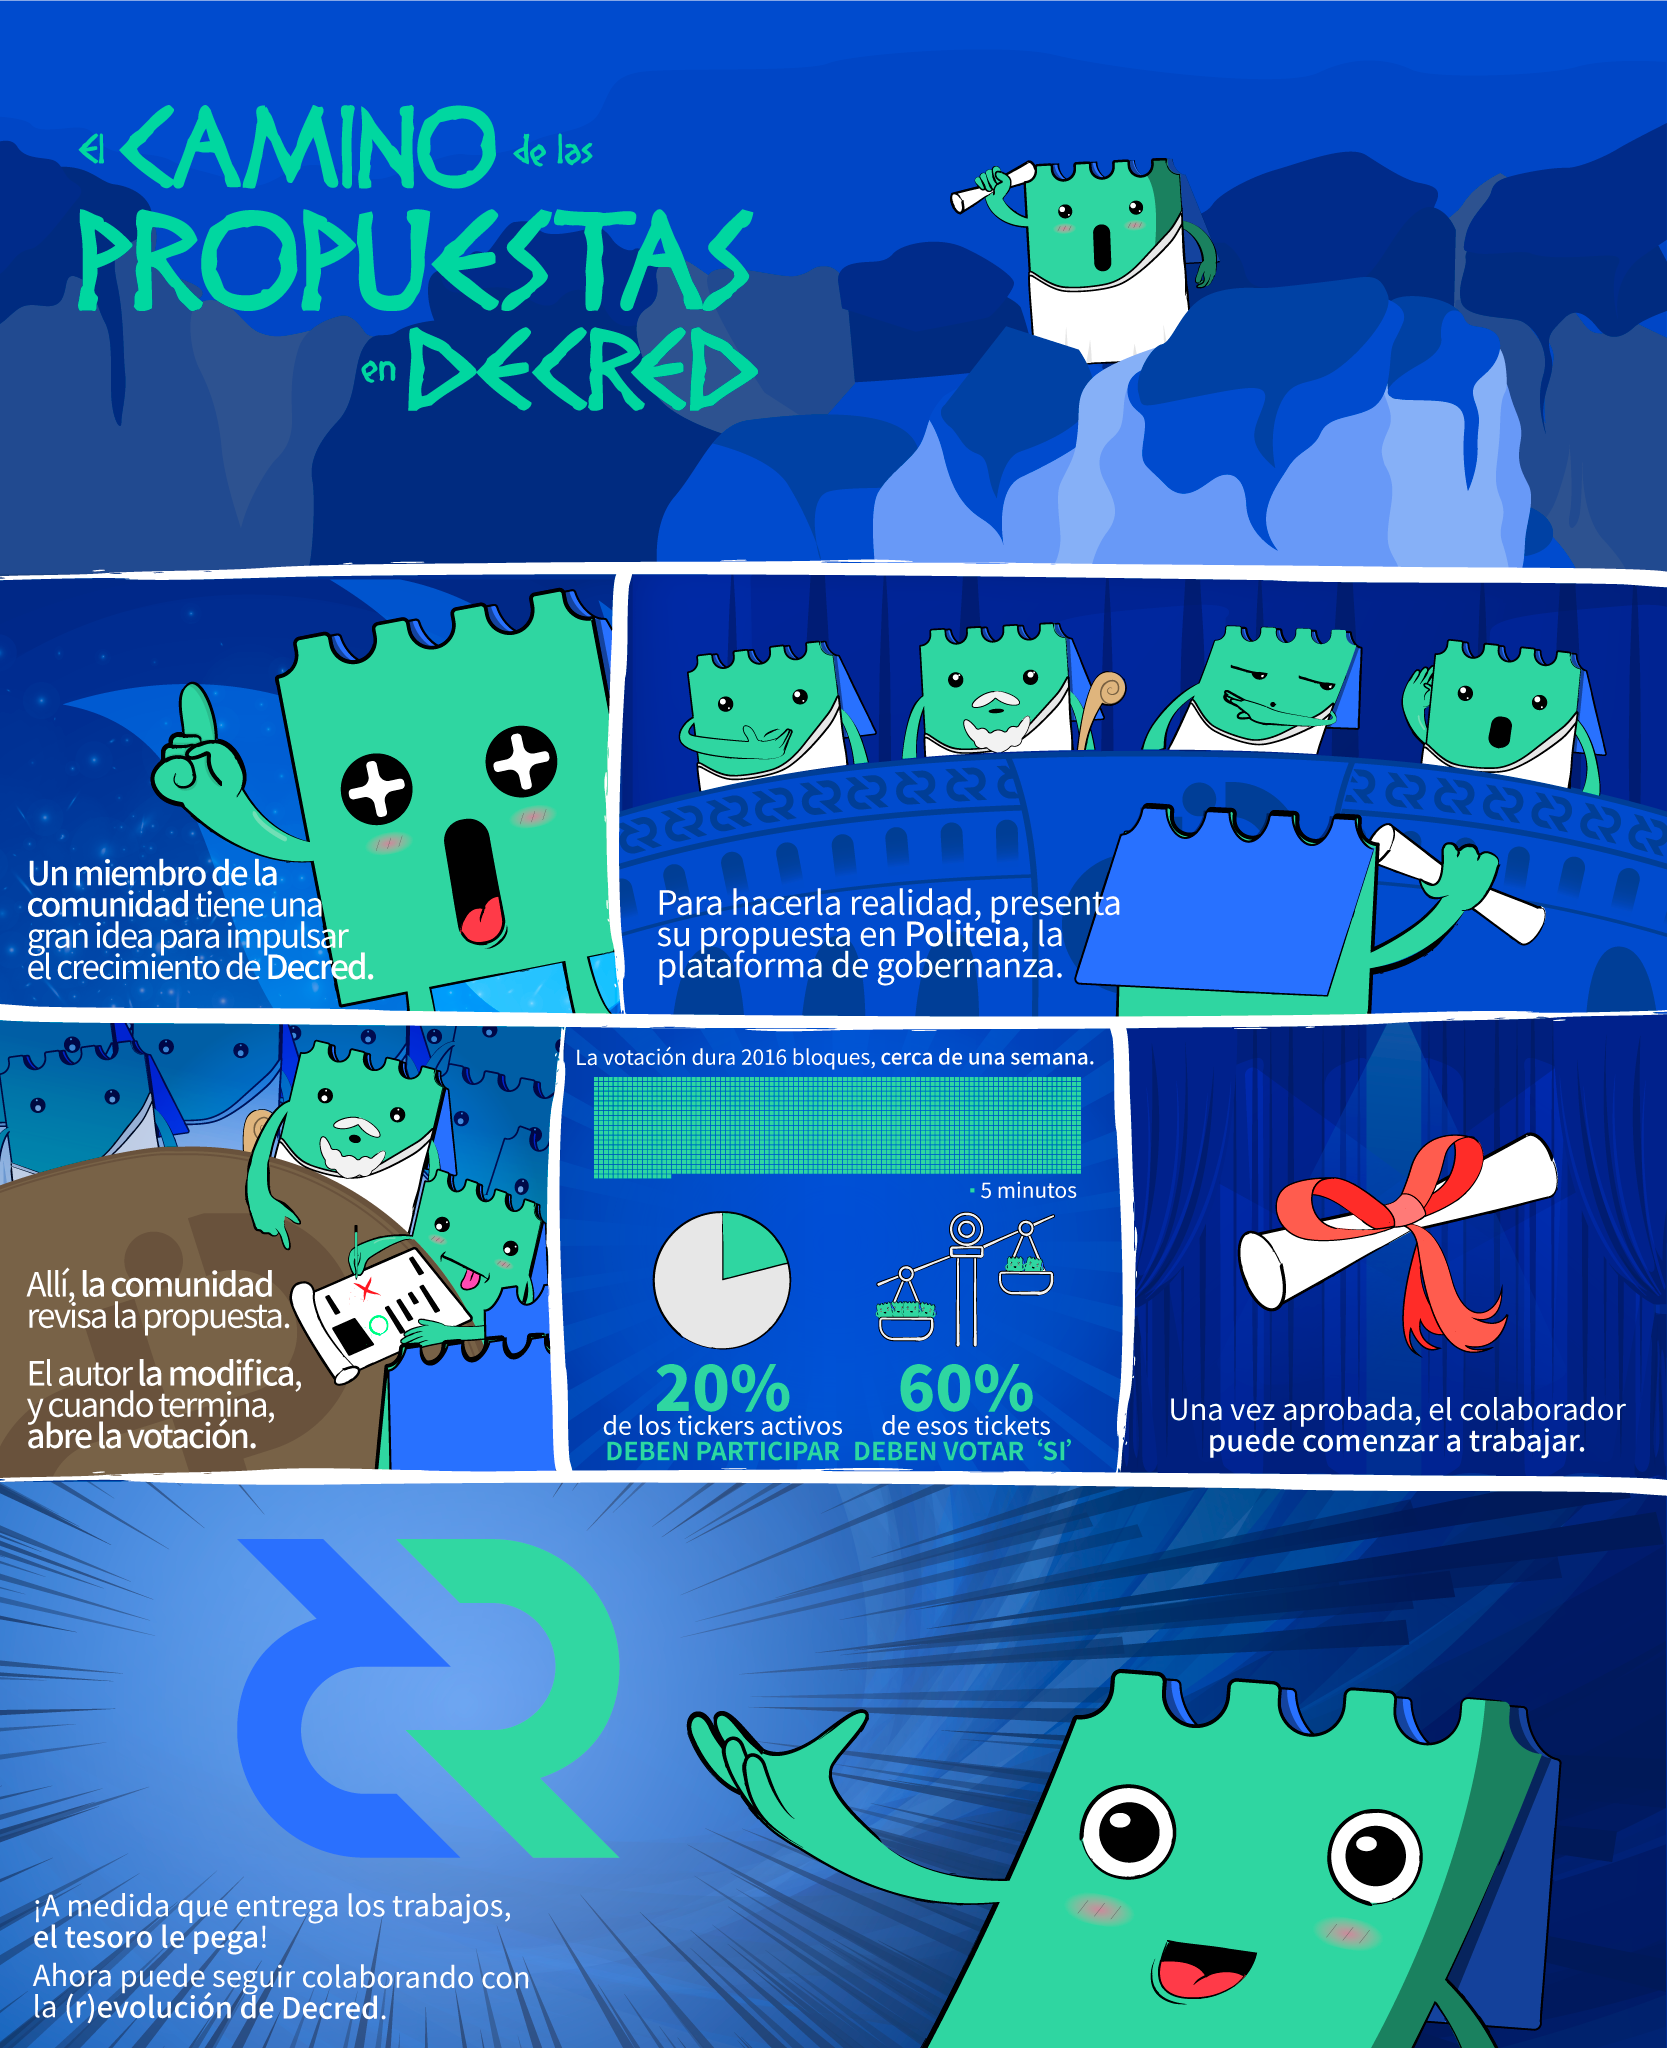 El CAMINO de las
PROPUESTAS
en DECRED
Un miembro de la
comunidad tiene una
gran idea para impulsar
el crecimiento de Decred.
Para hacerla realidad, presenta
su propuesta en Politeia, la
plataforma de gobernanza.
Allí, la comunidad
revisa la propuesta.
El autor la modifica,
y cuando termina,
abre la votación.
La votación dura 2016 bloques, cerca de una semana.
5 minutos
20%
de los tickers activos
DEBEN PARTICIPAR
60%
de esos tickets
DEBEN VOTAR ‘SI’
Una vez aprobada, el colaborador
puede comenzar a trabajar.
¡A medida que entrega los trabajos,
el tesoro le pega!
Ahora puede seguir colaborando con
la (r)evolución de Decred.